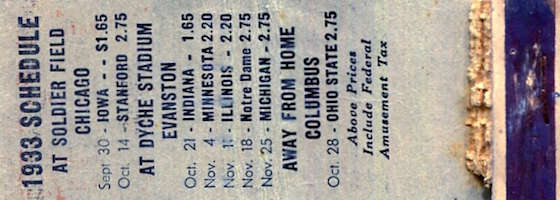 1933 SCHEDULE
AT SOLDIER FIELD
CHICAGO
Sept. 30 - IOWA - - $1.65
Oct. 14 - STANFORD 2.75
AT DYCHE STADIUM
EVANSTON
Oct. 21 - INDIANA - 1.65
Nov. 4 - MINNESOTA 2.20
Nov. 11 - ILLINOIS - 2.20
Nov. 18 - Notre Dame 2.75
Nov. 25 - MICHIGAN - 2.75
AWAY FROM HOME
COLUMBUS
Oct. 28 - OHIO STATE 2.75
Above Prices
Include Federal
Amusement Tax